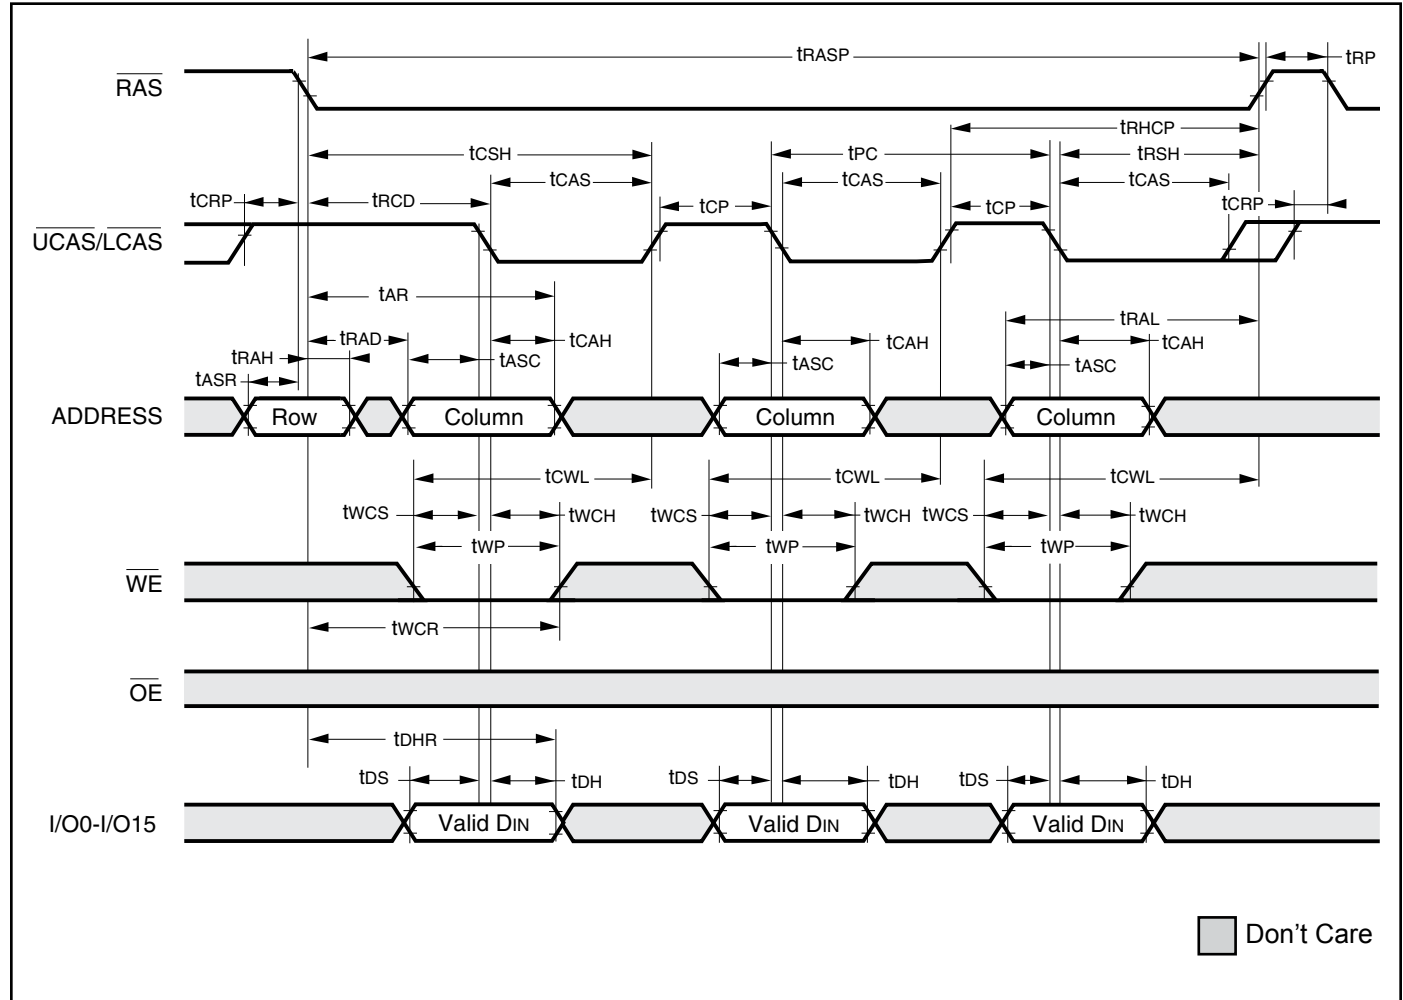 tRASP
tRP
RAS
tRHCP
tCSH
tPC
tRSH
tCAS
tCAS
tCAS
tCRP
tRCD
tCP
tCP
tCRP
UCAS/LCAS
tAR
tRAL
tRAD
tCAH
tCAH
tCAH
tRAH
tASC
tASC
tASC
tASR
ADDRESS
Row
Column
Column
Column
tCWL
tCWL
tCWL
tWCS
tWCH
tWCS
tWCH
tWCS
tWCH
tWP
tWP
tWP
WE
tWCR
OE
tDHR
tDS
tDH
tDS
tDH
tDS
tDH
I/O0-I/O15
Valid DIN
Valid DIN
Valid DIN
Don't Care